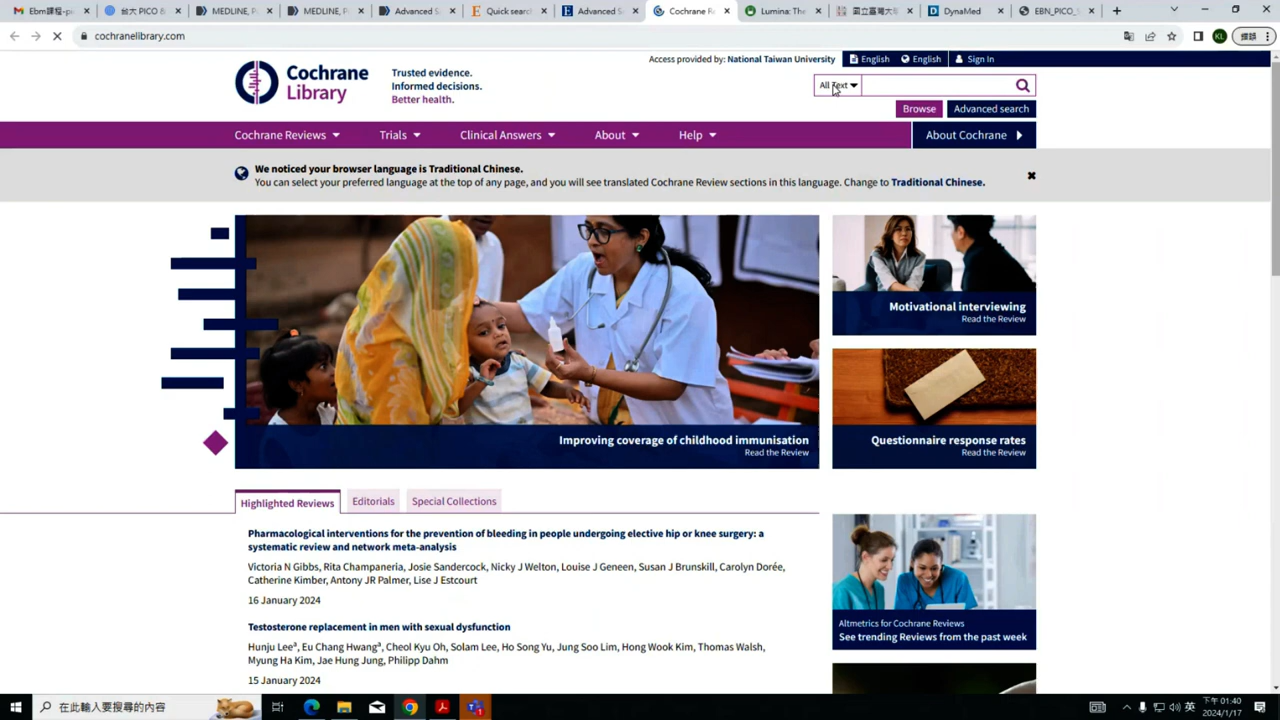 Ebm課程-pi
台大 PICO &
MEDLINE, P
MEDLINE, P
Advanced S
Quick searc
Advanced S
Cochrane R
Lumina: The
國立臺灣大
DynaMed
EBN_PICO_S
cochranelibrary.com
KL
Access provided by: National Taiwan University
English
English
Sign In
Cochrane
Library
Trusted evidence.
Informed decisions.
Better health.
All Text
Browse
Advanced search
Cochrane Reviews
Trials
Clinical Answers
About
Help
About Cochrane
We noticed your browser language is Traditional Chinese.
You can select your preferred language at the top of any page, and you will see translated Cochrane Review sections in this language. Change to Traditional Chinese.
Improving coverage of childhood immunisation
Read the Review
Motivational interviewing
Read the Review
Questionnaire response rates
Read the Review
Highlighted Reviews
Editorials
Special Collections
Pharmacological interventions for the prevention of bleeding in people undergoing elective hip or knee surgery: a
systematic review and network meta-analysis
Victoria N Gibbs, Rita Champaneria, Josie Sandercock, Nicky J Welton, Louise J Geneen, Susan J Brunskill, Carolyn Dorée,
Catherine Kimber, Antony JR Palmer, Lise J Estcourt
16 January 2024
Testosterone replacement in men with sexual dysfunction
Hunju Leeᵃ, Eu Chang Hwangᵃ, Cheol Kyu Oh, Solam Lee, Ho Song Yu, Jung Soo Lim, Hong Wook Kim, Thomas Walsh,
Myung Ha Kim, Jae Hung Jung, Philipp Dahm
15 January 2024
Altmetrics for Cochrane Reviews
See trending Reviews from the past week
在此輸入要搜尋的內容
英
下午 01:40
2024/1/17